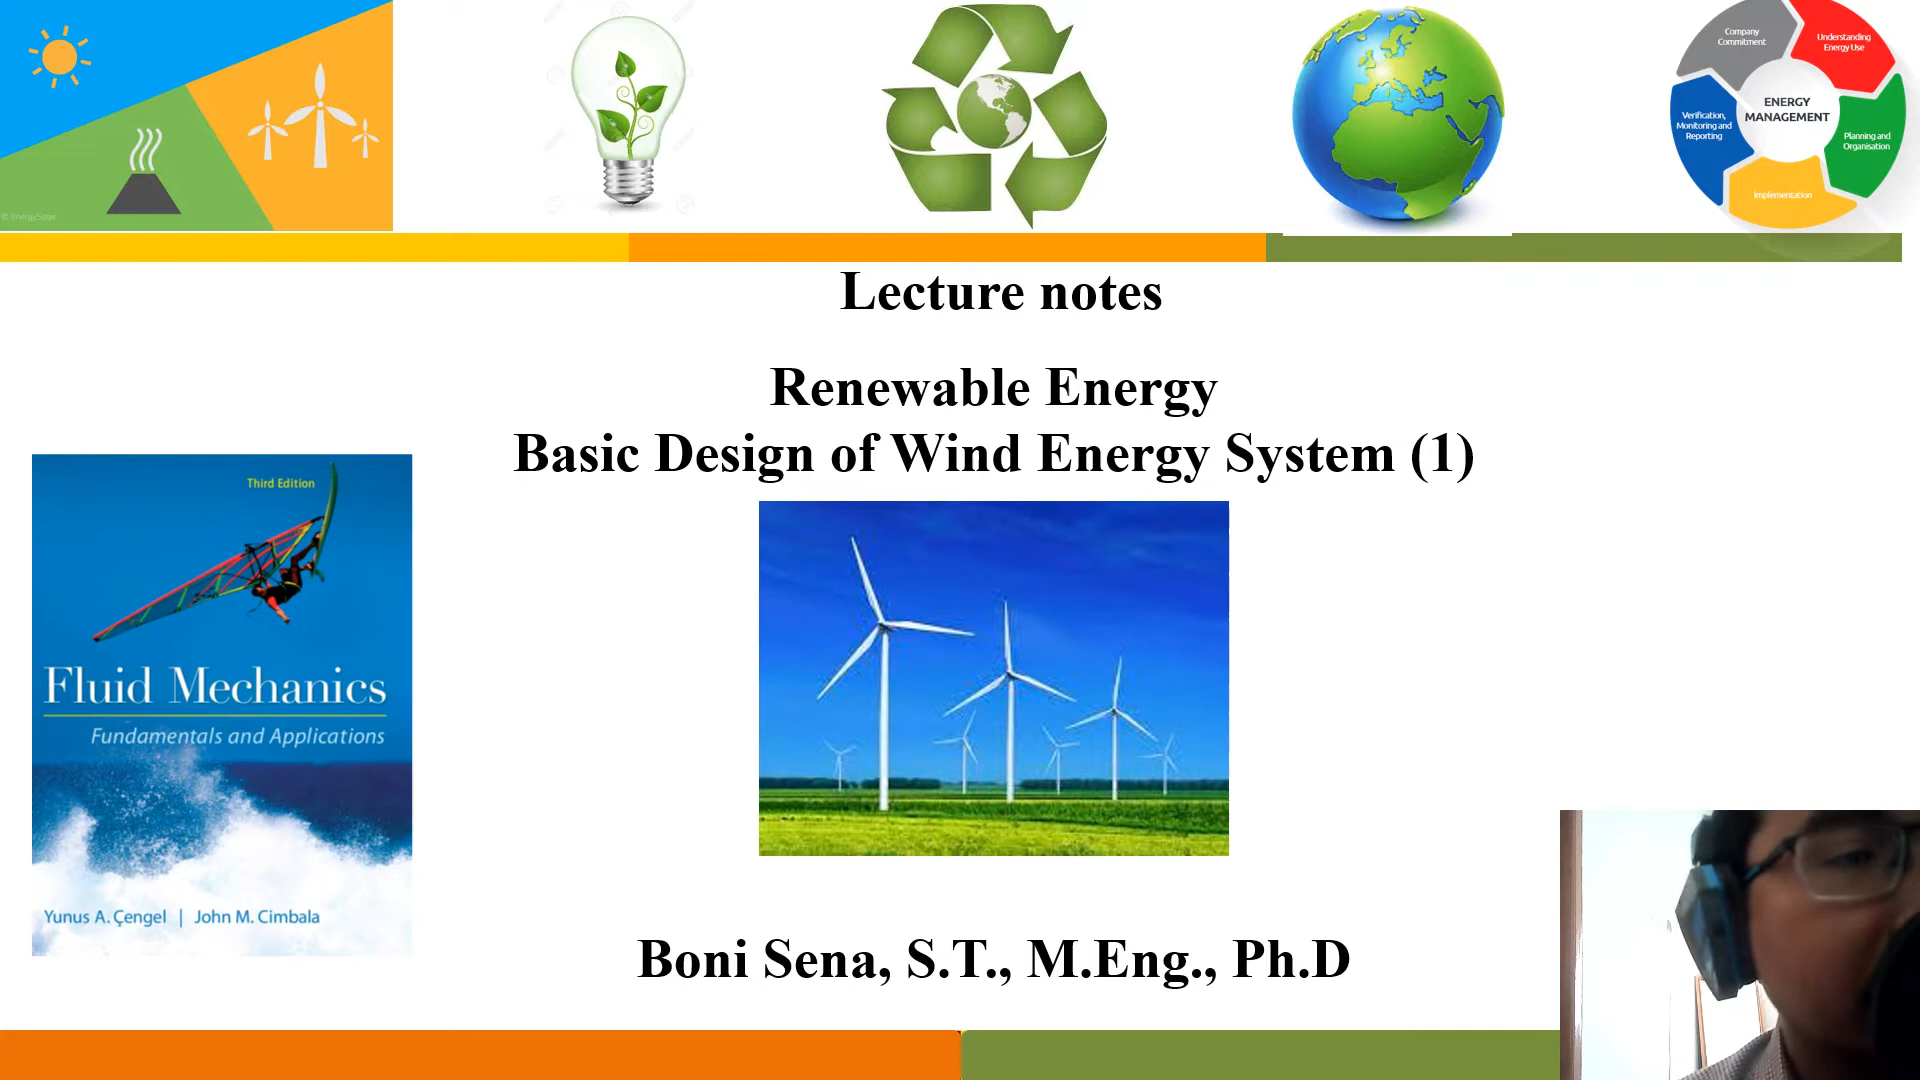 Company
Commitment
Understanding
Energy Use
Verification,
Monitoring and
Reporting
ENERGY
MANAGEMENT
Planning and
Organisation
Implementation
© EnergySage
Lecture notes
Renewable Energy
Basic Design of Wind Energy System (1)
Third Edition
Fluid Mechanics
Fundamentals and Applications
Yunus A. Çengel | John M. Cimbala
Boni Sena, S.T., M.Eng., Ph.D